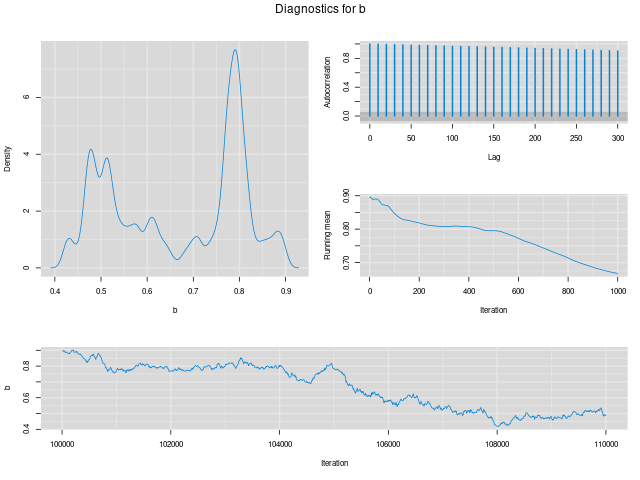 Diagnostics for b
Density
0 2 4 6
0.4 0.5 0.6 0.7 0.8 0.9
b
Autocorrelation
0.0 0.4 0.8
0 50 100 150 200 250 300
Lag
Running mean
0.70 0.80 0.90
0 200 400 600 800 1000
Iteration
b
0.4 0.6 0.8
100000 102000 104000 106000 108000 110000
Iteration